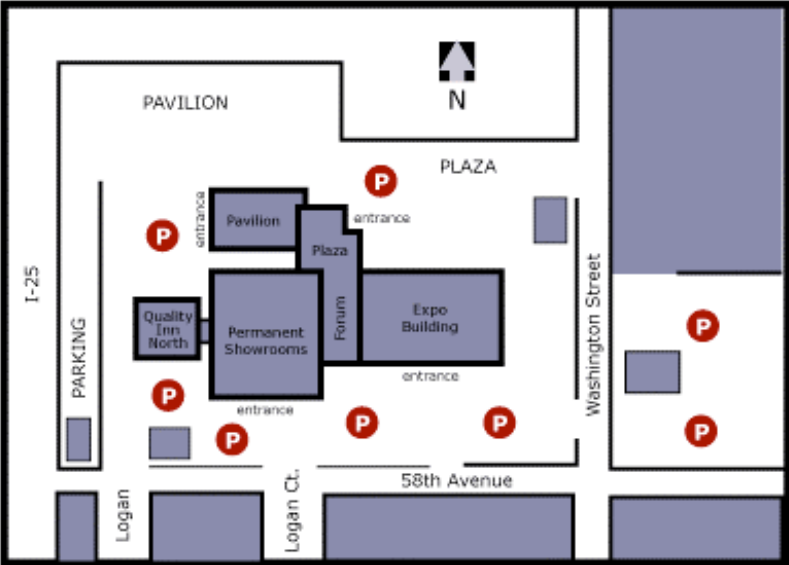 PAVILION
N
PLAZA
P
entrance
Pavilion
entrance
P
Plaza
I-25
Washington Street
Quality
Inn
North
Permanent
Showrooms
Forum
Expo
Building
P
PARKING
entrance
P
entrance
P
P
P
P
58th Avenue
Logan
Logan Ct.